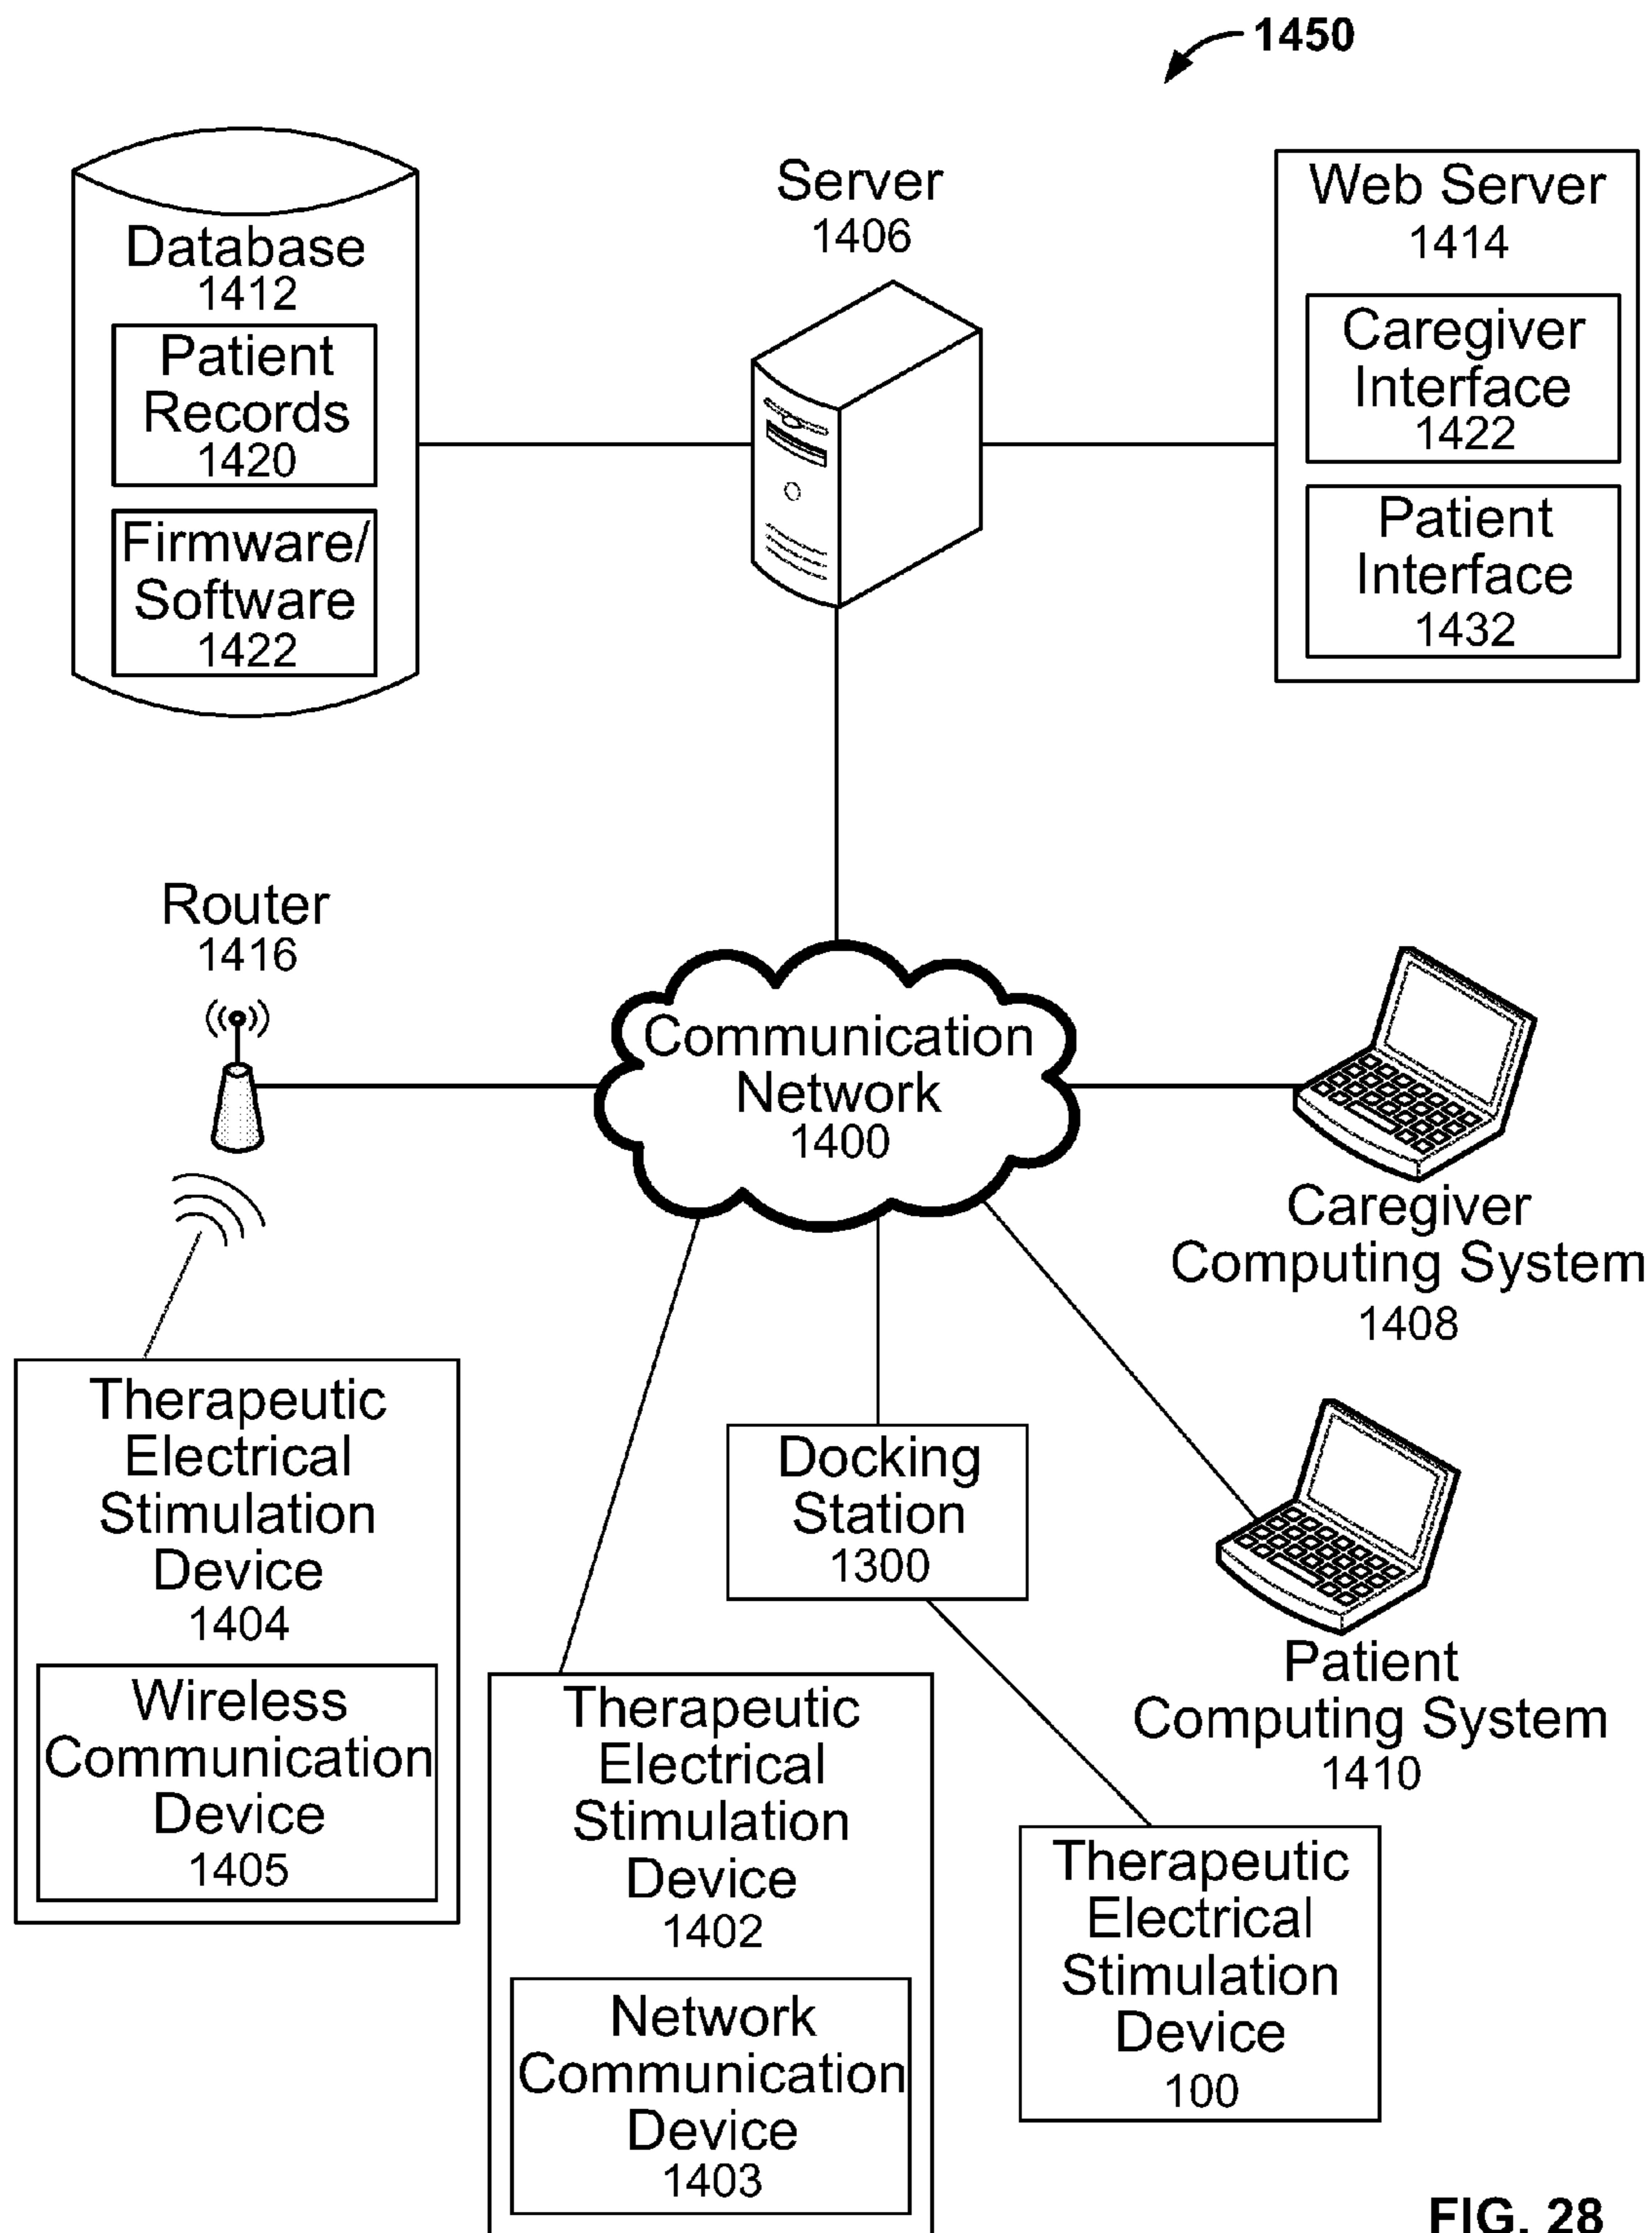 1450
Database
1412
Patient
Records
1420
Firmware/
Software
1422
Server
1406
Web Server
1414
Caregiver
Interface
1422
Patient
Interface
1432
Router
1416
Communication
Network
1400
Caregiver
Computing System
1408
Therapeutic
Electrical
Stimulation
Device
1404
Wireless
Communication
Device
1405
Therapeutic
Electrical
Stimulation
Device
1402
Network
Communication
Device
1403
Docking
Station
1300
Patient
Computing System
1410
Therapeutic
Electrical
Stimulation
Device
100
FIG. 28